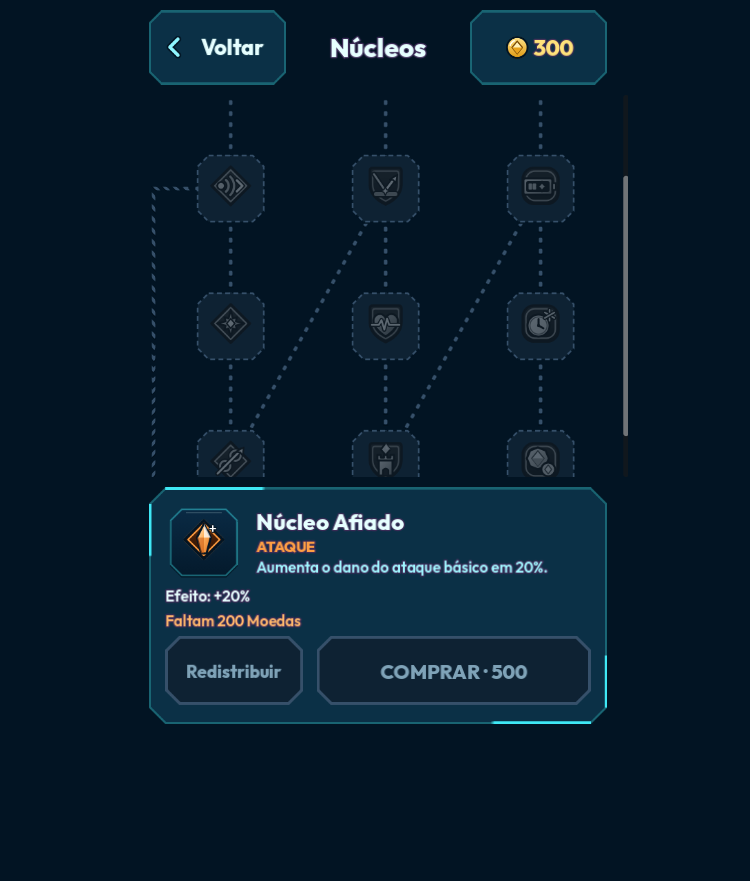 Voltar
Núcleos
300
Núcleo Afiado
ATAQUE
Aumenta o dano do ataque básico em 20%.
Efeito: +20%
Faltam 200 Moedas
Redistribuir
COMPRAR · 500